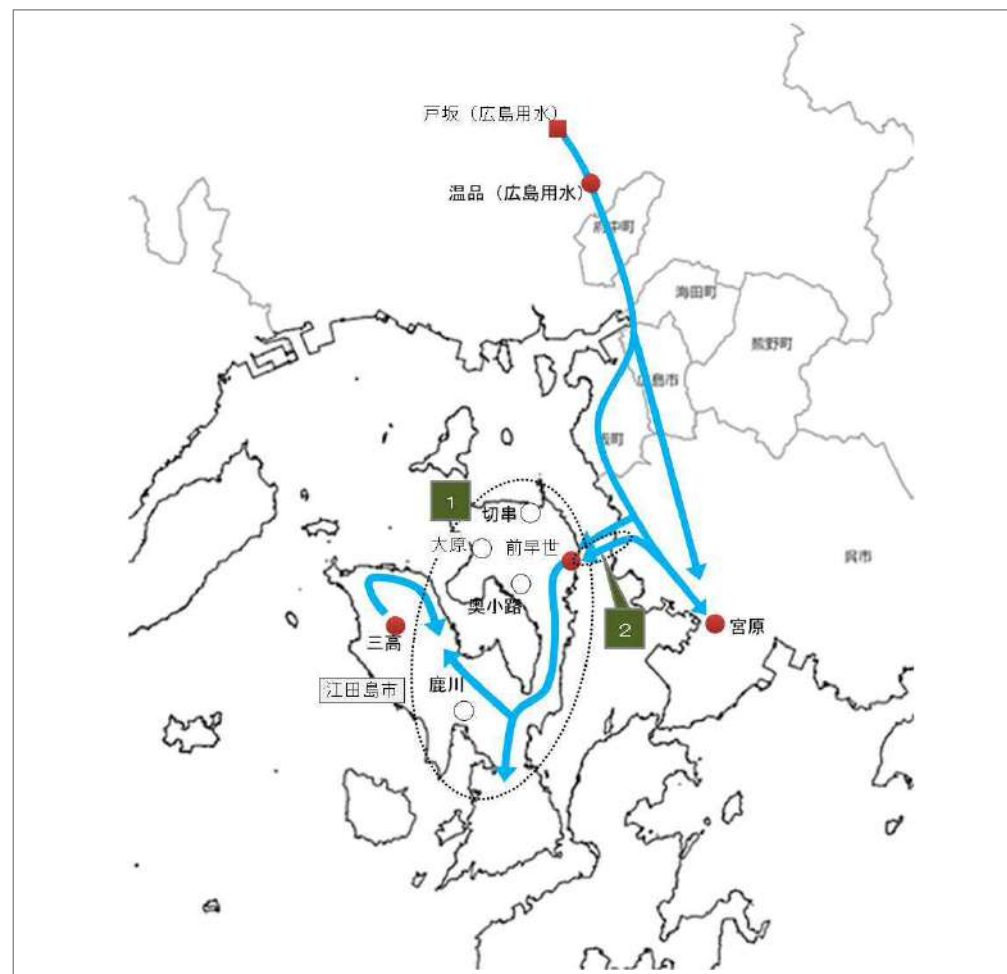 戸坂（広島用水）
温品（広島用水）
府中町
海田町
熊野町
広島市
坂町
1
切串
大原
前早世
呉市
奥小路
2
宮原
三高
江田島市
鹿川